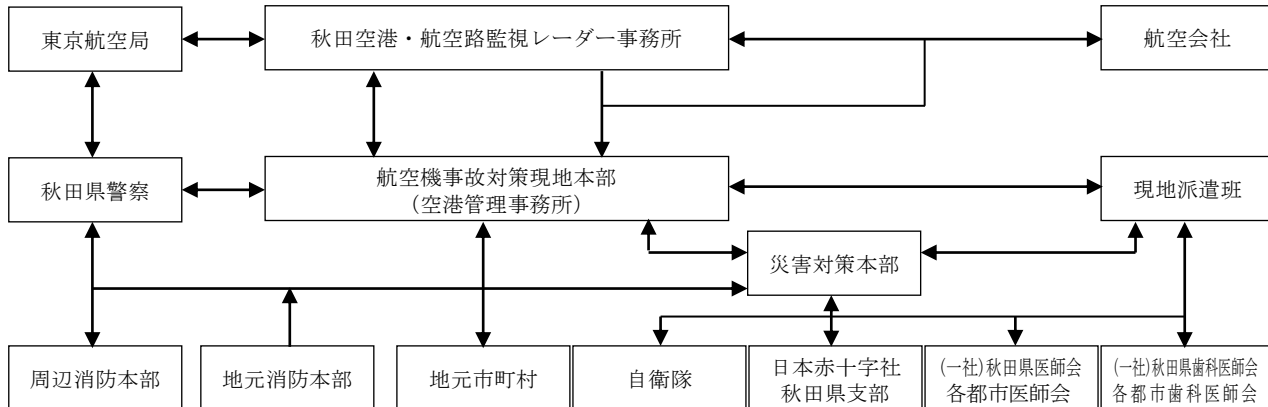 東京航空局
秋田空港・航空路監視レーダー事務所
航空会社
秋田県警察
航空機事故対策現地本部
（空港管理事務所）
現地派遣班
災害対策本部
周辺消防本部
地元消防本部
地元市町村
自衛隊
日本赤十字社
秋田県支部
(一社)秋田県医師会
各都市医師会
(一社)秋田県歯科医師会
各都市歯科医師会